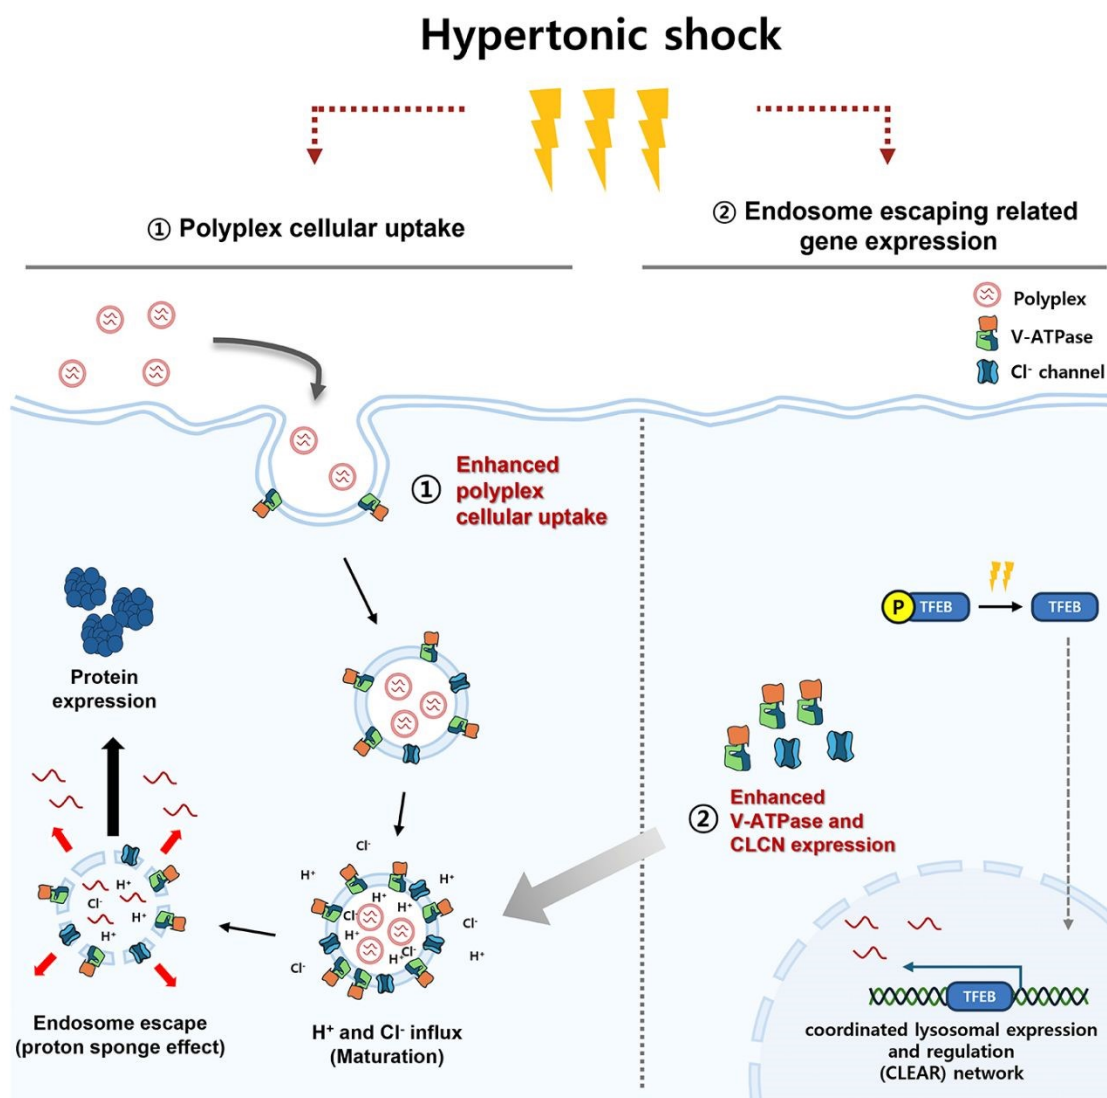 Hypertonic shock
① Polyplex cellular uptake
② Endosome escaping related
gene expression
Polyplex
V-ATPase
Cl⁻ channel
① Enhanced
polyplex
cellular uptake
P TFEB
TFEB
Protein
expression
② Enhanced
V-ATPase and
CLCN expression
Cl⁻
H⁺
Cl⁻
H⁺
H⁺
Cl⁻
H⁺
Cl⁻
H⁺
Cl⁻
H⁺
Cl⁻
H⁺
H⁺
Cl⁻
H⁺
H⁺
Endosome escape
(proton sponge effect)
H⁺ and Cl⁻ influx
(Maturation)
TFEB
coordinated lysosomal expression
and regulation
(CLEAR) network